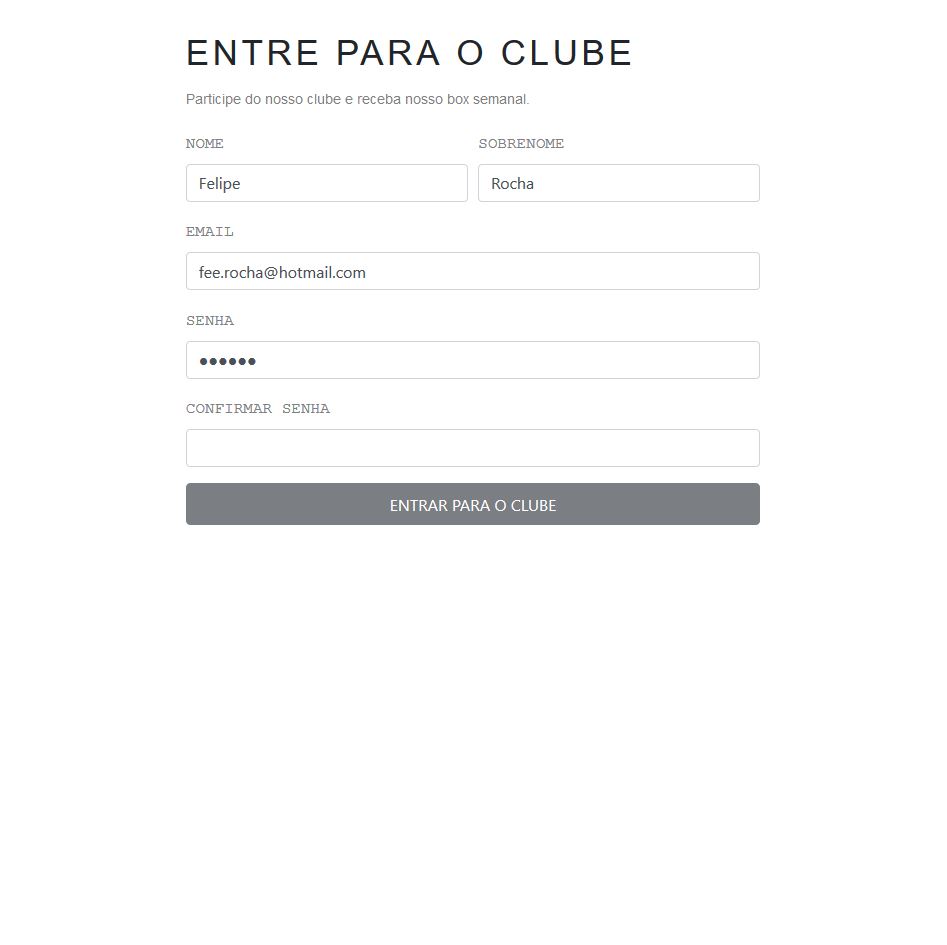 ENTRE PARA O CLUBE
Participe do nosso clube e receba nosso box semanal.
NOME SOBRENOME
Felipe Rocha
EMAIL
fee.rocha@hotmail.com
SENHA
●●●●●●
CONFIRMAR SENHA
ENTRAR PARA O CLUBE